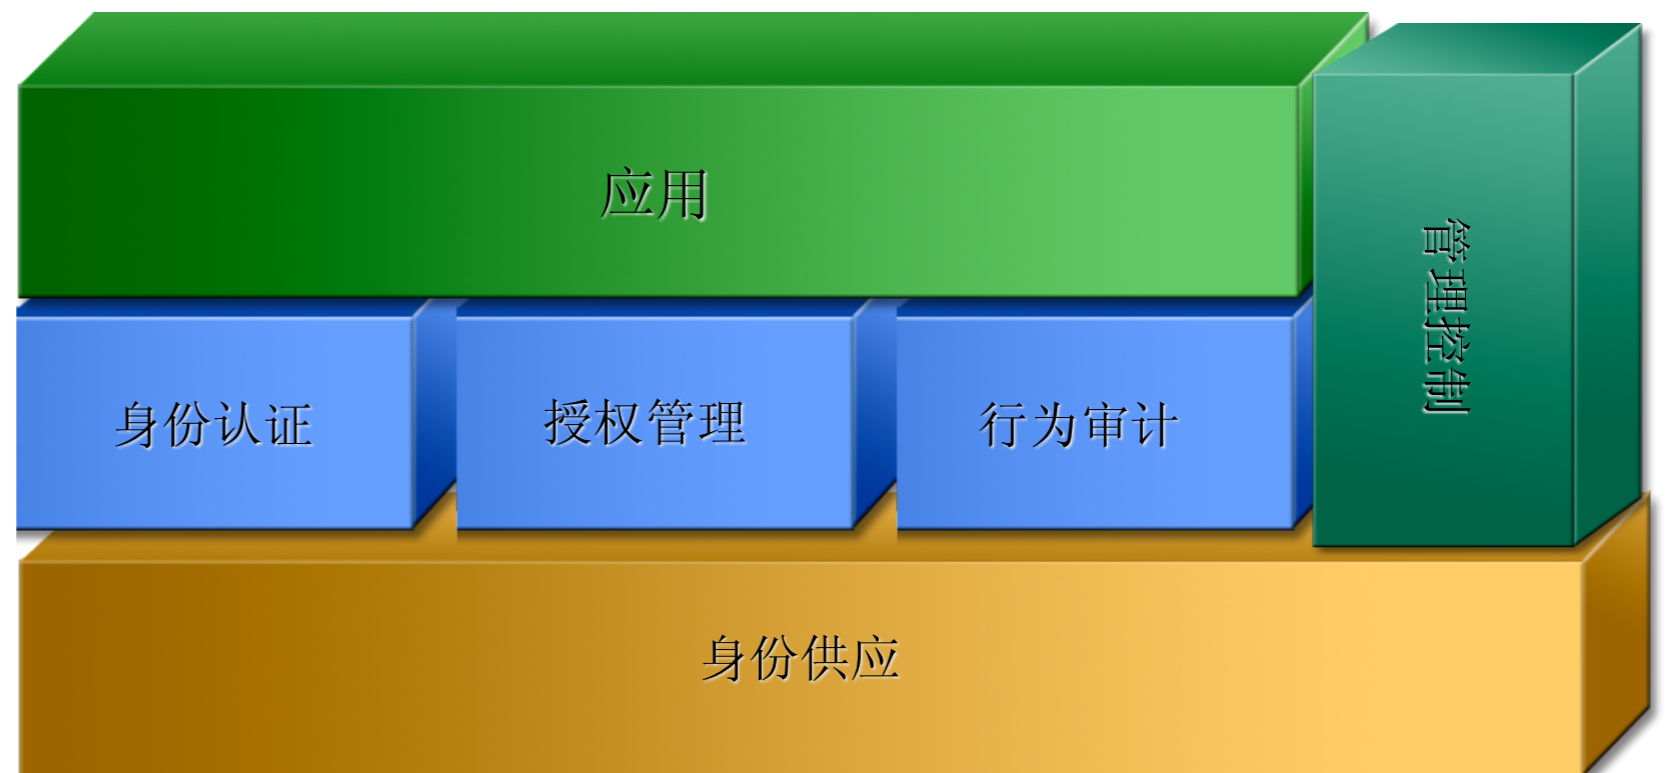 应用
管理控制
身份认证
授权管理
行为审计
身份供应